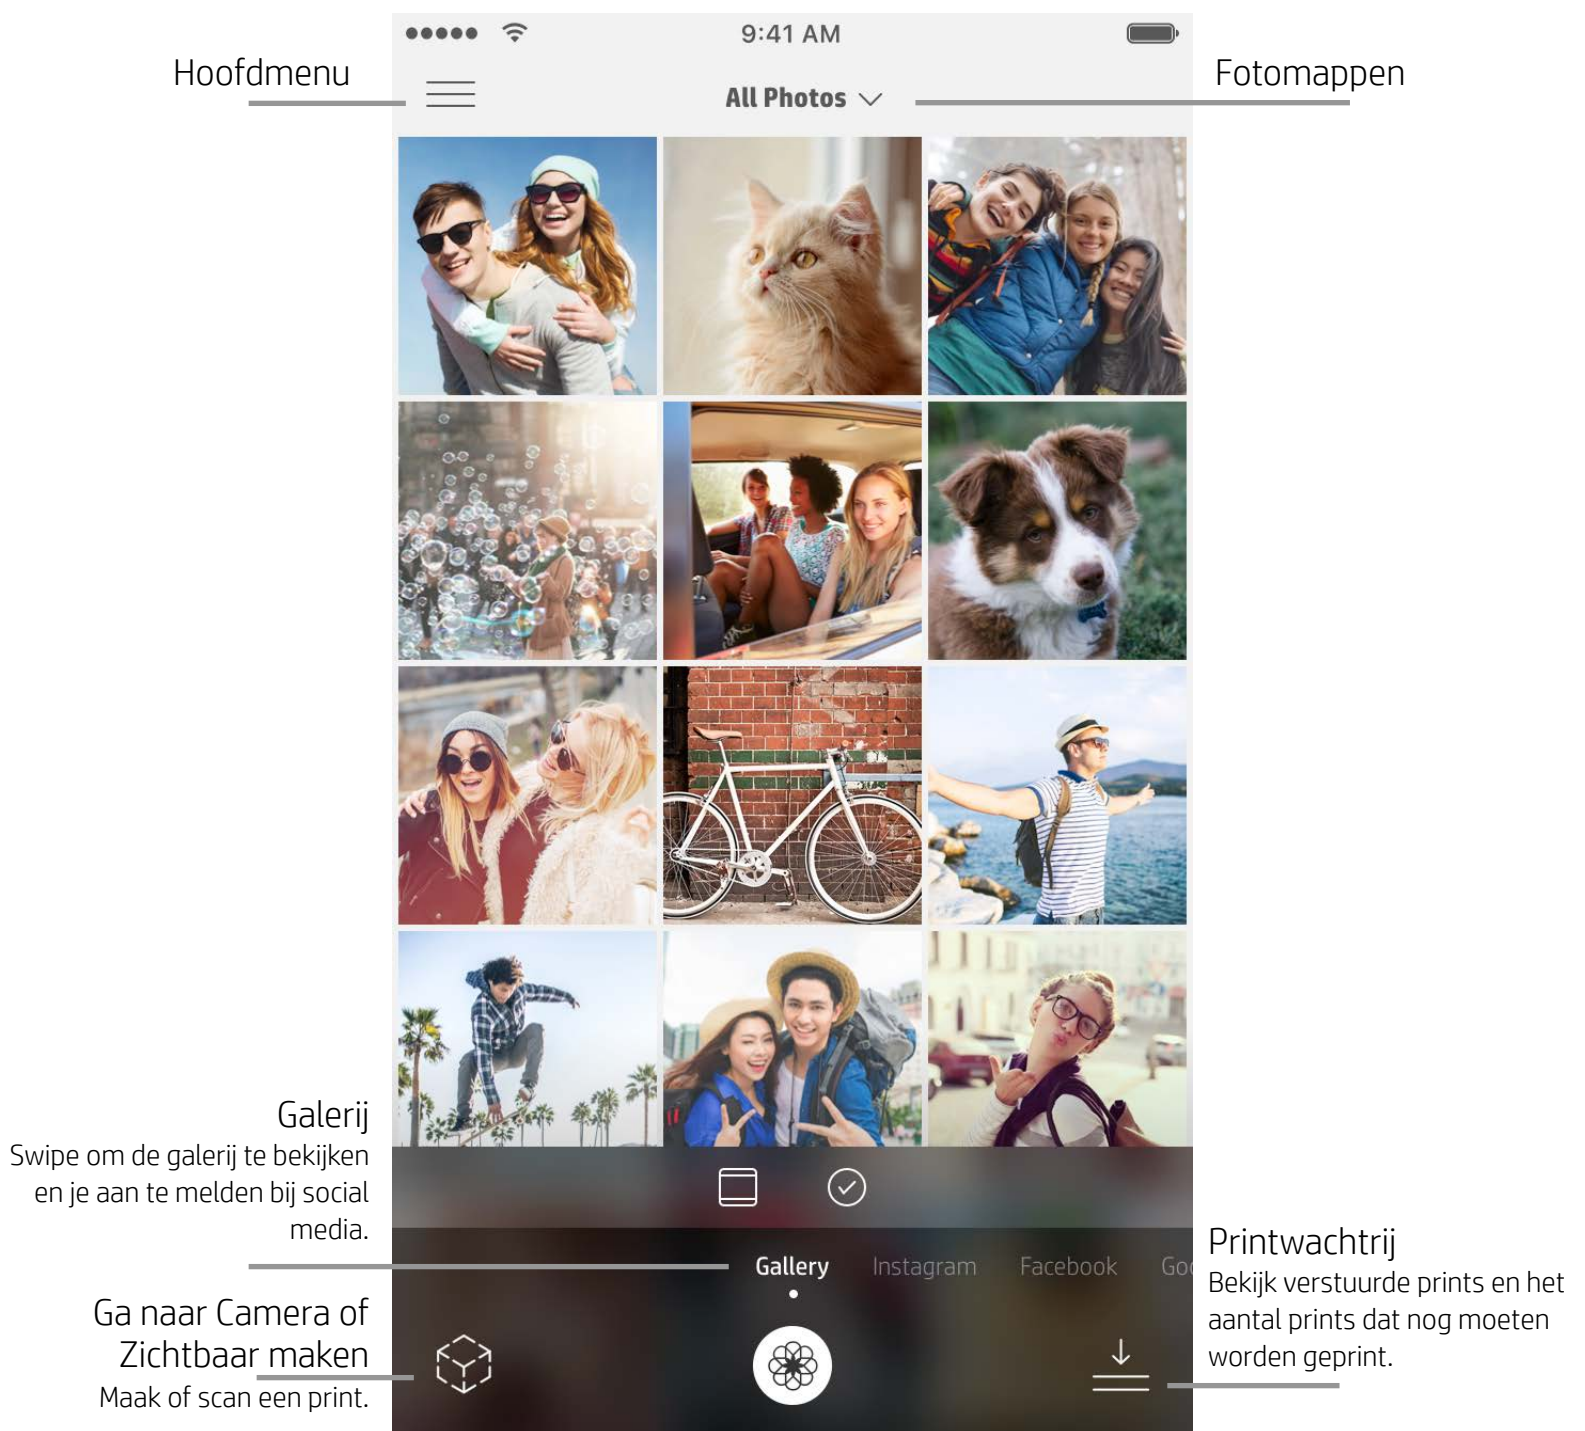 9:41 AM
Hoofdmenu
All Photos
Fotomappen
Galerij
Swipe om de galerij te bekijken
en je aan te melden bij social
media.
Gallery Instagram Facebook Goo
Printwachtrij
Bekijk verstuurde prints en het
aantal prints dat nog moeten
worden geprint.
Ga naar Camera of
Zichtbaar maken
Maak of scan een print.